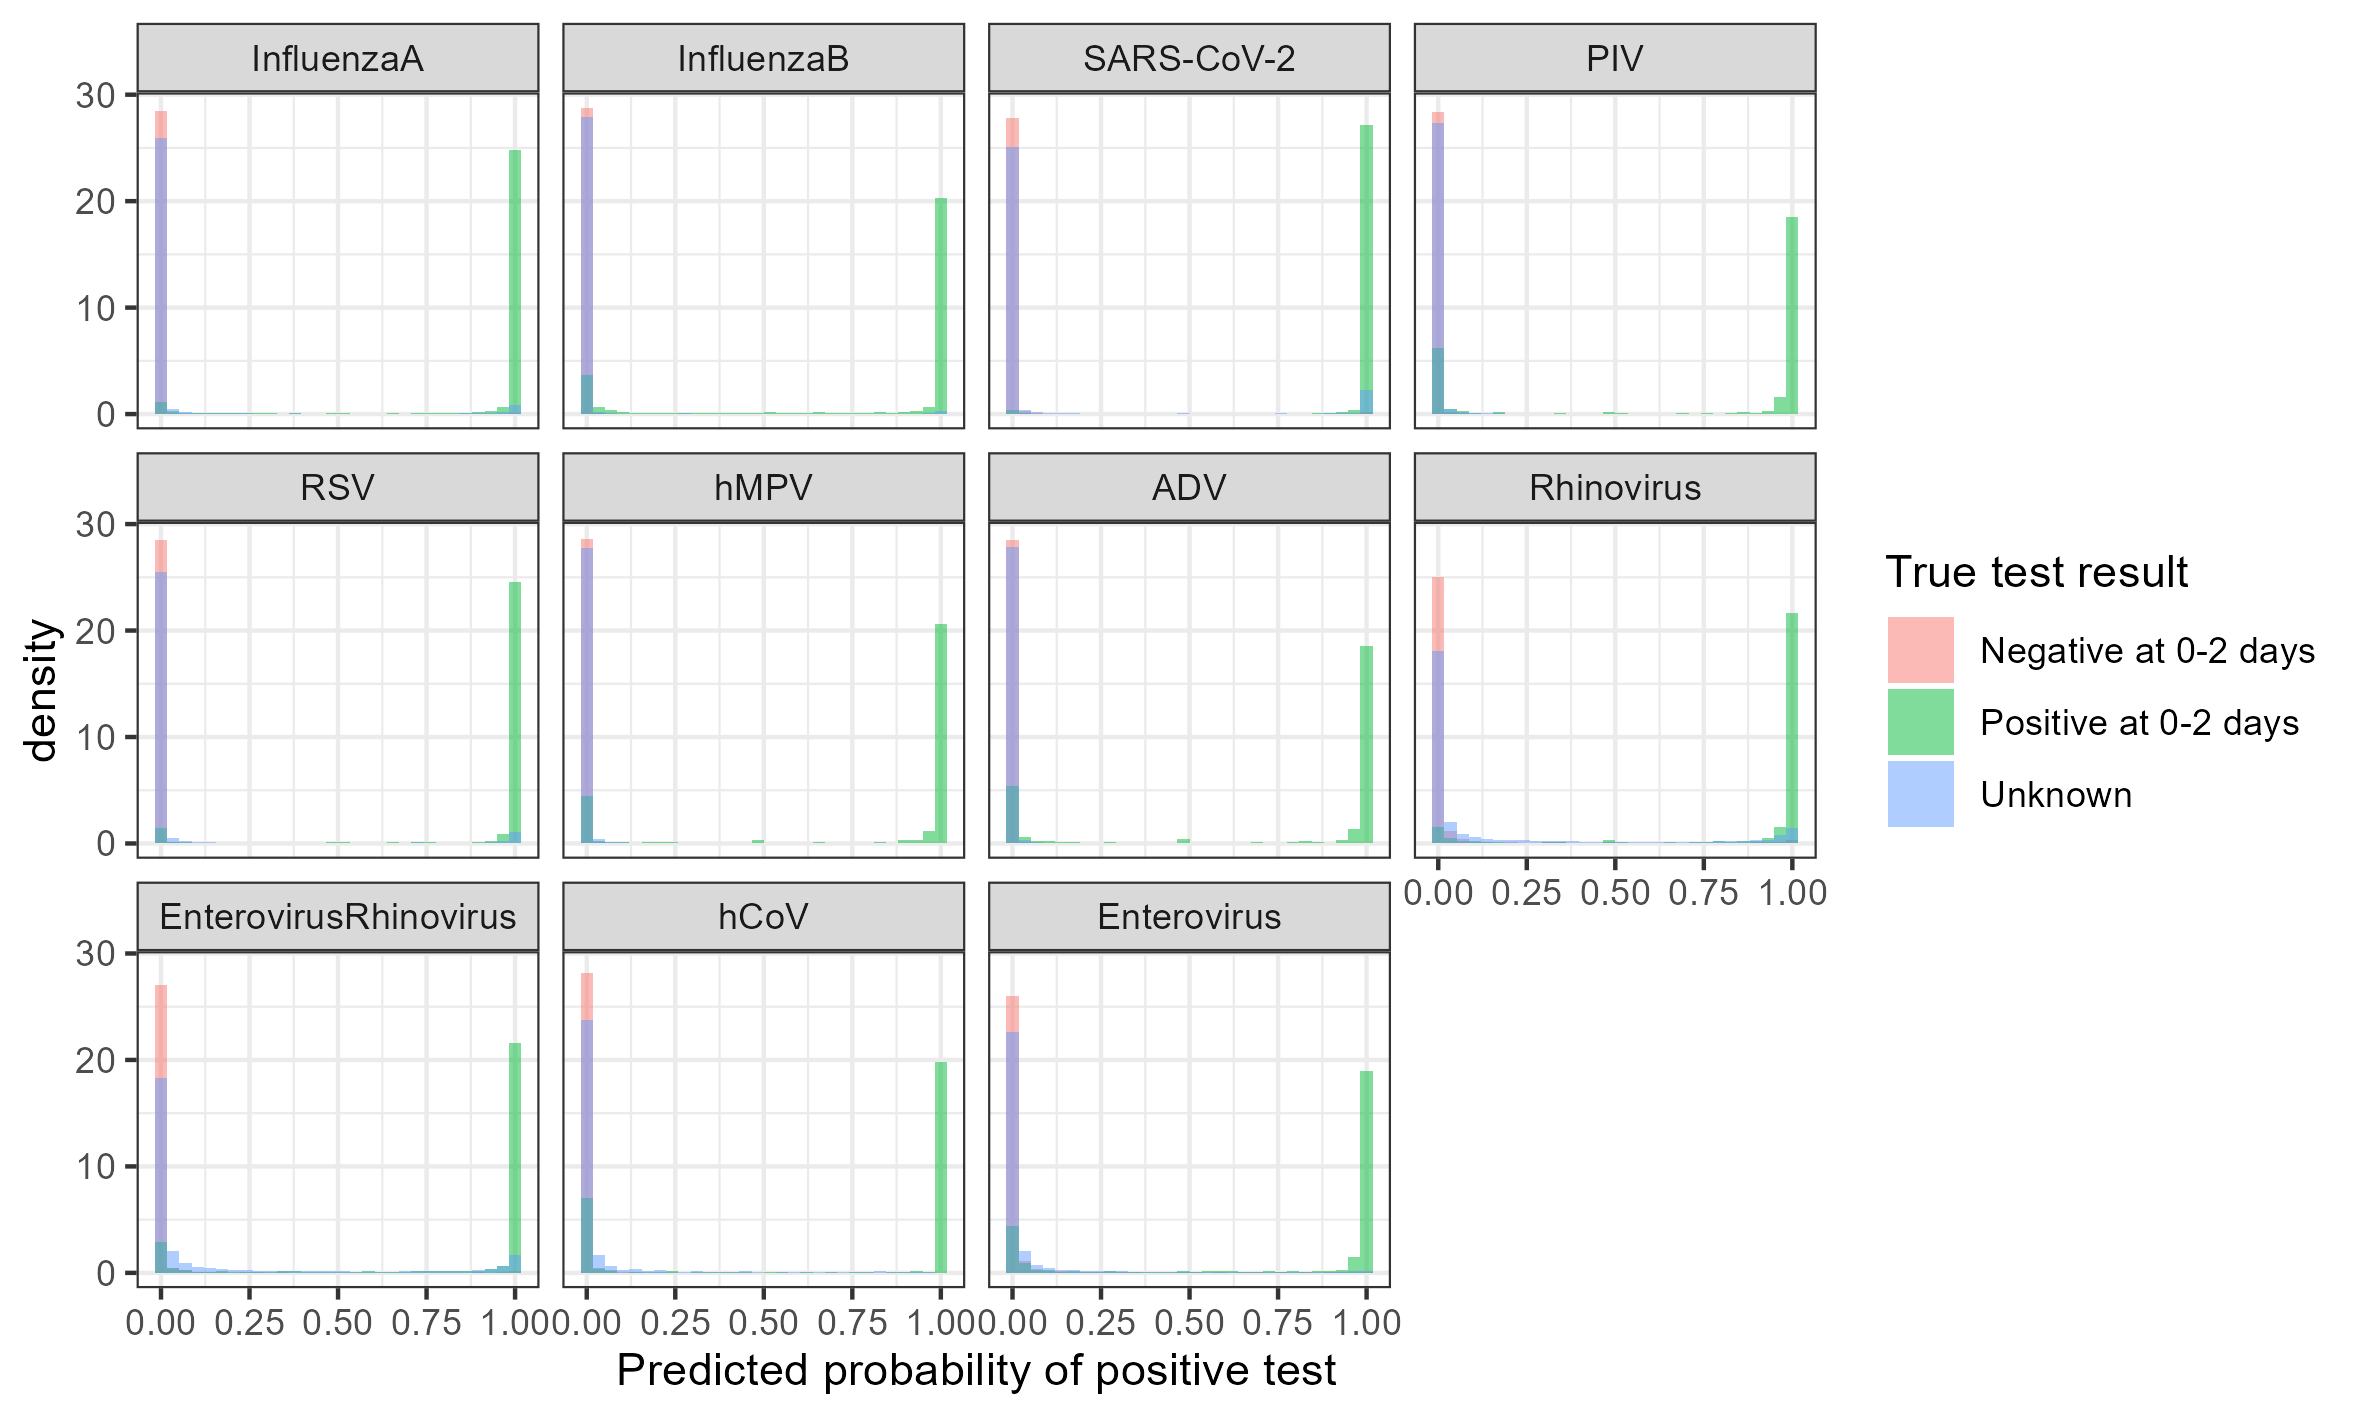 InfluenzaA
InfluenzaB
SARS-CoV-2
PIV
30
20
10
0
RSV
hMPV
ADV
Rhinovirus
30
20
10
0
0.00 0.25 0.50 0.75 1.00
EnterovirusRhinovirus
hCoV
Enterovirus
30
20
10
0
0.00 0.25 0.50 0.75 1.00
0.00 0.25 0.50 0.75 1.00
0.00 0.25 0.50 0.75 1.00
Predicted probability of positive test
density
True test result
Negative at 0-2 days
Positive at 0-2 days
Unknown